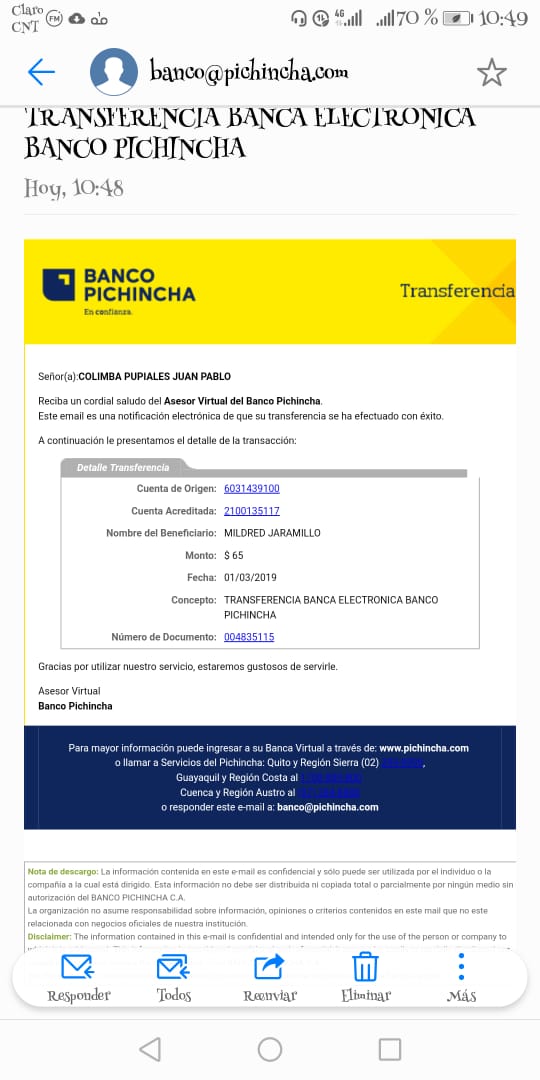 Claro
CNT
FM
4G
70 %
10:49
banco@pichincha.com
TRANSFERENCIA BANCA ELECTRONICA
BANCO PICHINCHA
Hoy, 10:48
BANCO
PICHINCHA
En confianza.
Transferencia
Señor(a):COLIMBA PUPIALES JUAN PABLO
Reciba un cordial saludo del Asesor Virtual del Banco Pichincha.
Este email es una notificación electrónica de que su transferencia se ha efectuado con éxito.
A continuación le presentamos el detalle de la transacción:
Detalle Transferencia
Cuenta de Origen: 6031439100
Cuenta Acreditada: 2100135117
Nombre del Beneficiario: MILDRED JARAMILLO
Monto: $ 65
Fecha: 01/03/2019
Concepto: TRANSFERENCIA BANCA ELECTRONICA BANCO
PICHINCHA
Número de Documento: 004835115
Gracias por utilizar nuestro servicio, estaremos gustosos de servirle.
Asesor Virtual
Banco Pichincha
Para mayor información puede ingresar a su Banca Virtual a través de: www.pichincha.com
o llamar a Servicios del Pichincha: Quito y Región Sierra (02)
Guayaquil y Región Costa al
Cuenca y Región Austro al
o responder este e-mail a: banco@pichincha.com
Nota de descargo: La información contenida en este e-mail es confidencial y sólo puede ser utilizada por el individuo o la
compañía a la cual está dirigido. Esta información no debe ser distribuida ni copiada total o parcialmente por ningún medio sin
autorización del BANCO PICHINCHA C.A.
La organización no asume responsabilidad sobre información, opiniones o criterios contenidos en este mail que no este
relacionada con negocios oficiales de nuestra institución.
Disclaimer: The information contained in this e-mail is confidential and intended only for the use of the person or company to
Responder
Todos
Reenviar
Eliminar
Más